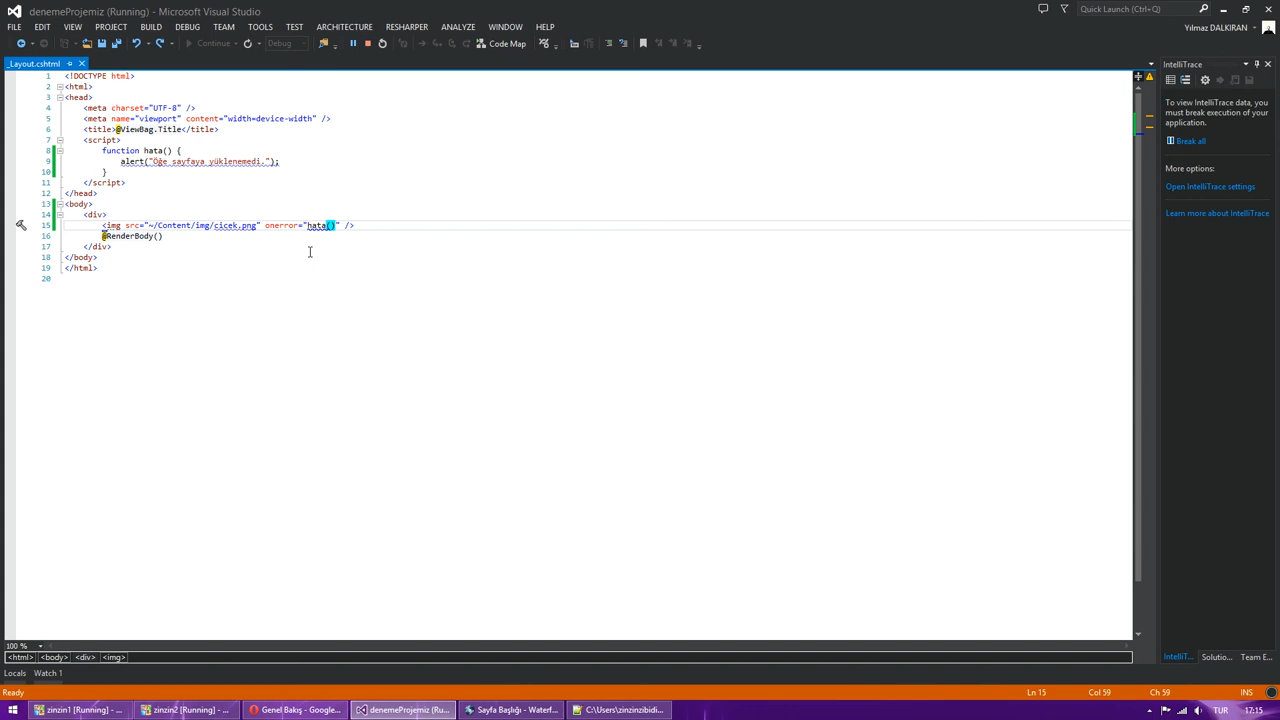 denemeProjemiz (Running) - Microsoft Visual Studio
Quick Launch (Ctrl+Q)
FILE EDIT VIEW PROJECT BUILD DEBUG TEAM TOOLS TEST ARCHITECTURE RESHARPER ANALYZE WINDOW HELP
Yilmaz DALKIRAN
Continue Debug Code Map
_Layout.cshtml
1 <!DOCTYPE html>
2 <html>
3 <head>
4 <meta charset="UTF-8" />
5 <meta name="viewport" content="width=device-width" />
6 <title>@ViewBag.Title</title>
7 <script>
8 function hata() {
9 alert("Öğe sayfaya yüklenemedi.");
10 }
11 </script>
12 </head>
13 <body>
14 <div>
15 <img src="~/Content/img/cicek.png" onerror="hata()" />
16 @RenderBody()
17 </div>
18 </body>
19 </html>
20
IntelliTrace
To view IntelliTrace data, you
must break execution of your
application.
Break all
More options:
Open IntelliTrace settings
Learn more about IntelliTrace
100 %
<html> <body> <div> <img>
IntelliT... Solutio... Team E...
Locals Watch 1
Ready Ln 15 Col 59 Ch 59 INS
zinzin1 [Running] - ... zinzin2 [Running] - ... Genel Bakış - Google... denemeProjemiz (Ru... Sayfa Başlığı - Waterf... C:\Users\zinzinzibidi... TUR 17:15